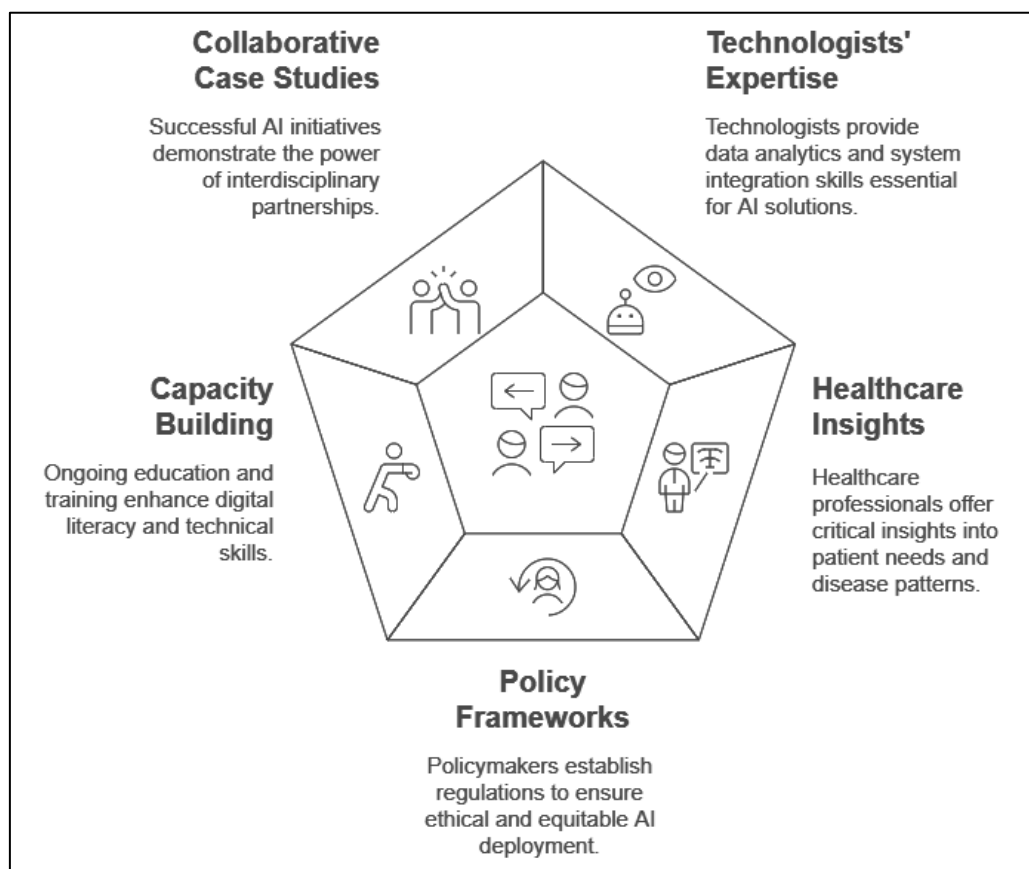 Collaborative
Case Studies
Successful AI initiatives
demonstrate the power
of interdisciplinary
partnerships.
Technologists'
Expertise
Technologists provide
data analytics and system
integration skills essential
for AI solutions.
Capacity
Building
Ongoing education and
training enhance digital
literacy and technical
skills.
Healthcare
Insights
Healthcare
professionals offer
critical insights into
patient needs and
disease patterns.
Policy
Frameworks
Policymakers establish
regulations to ensure
ethical and equitable AI
deployment.